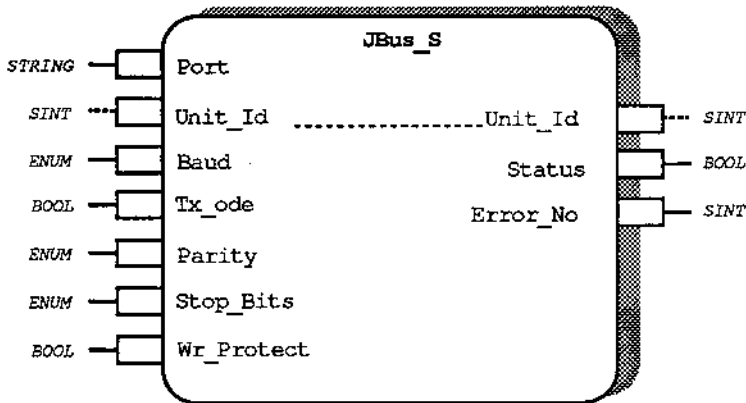 JBus_S
STRING Port
SINT Unit_Id Unit_Id SINT
ENUM Baud Status BOOL
BOOL Tx_ode Error_No SINT
ENUM Parity
ENUM Stop_Bits
BOOL Wr_Protect